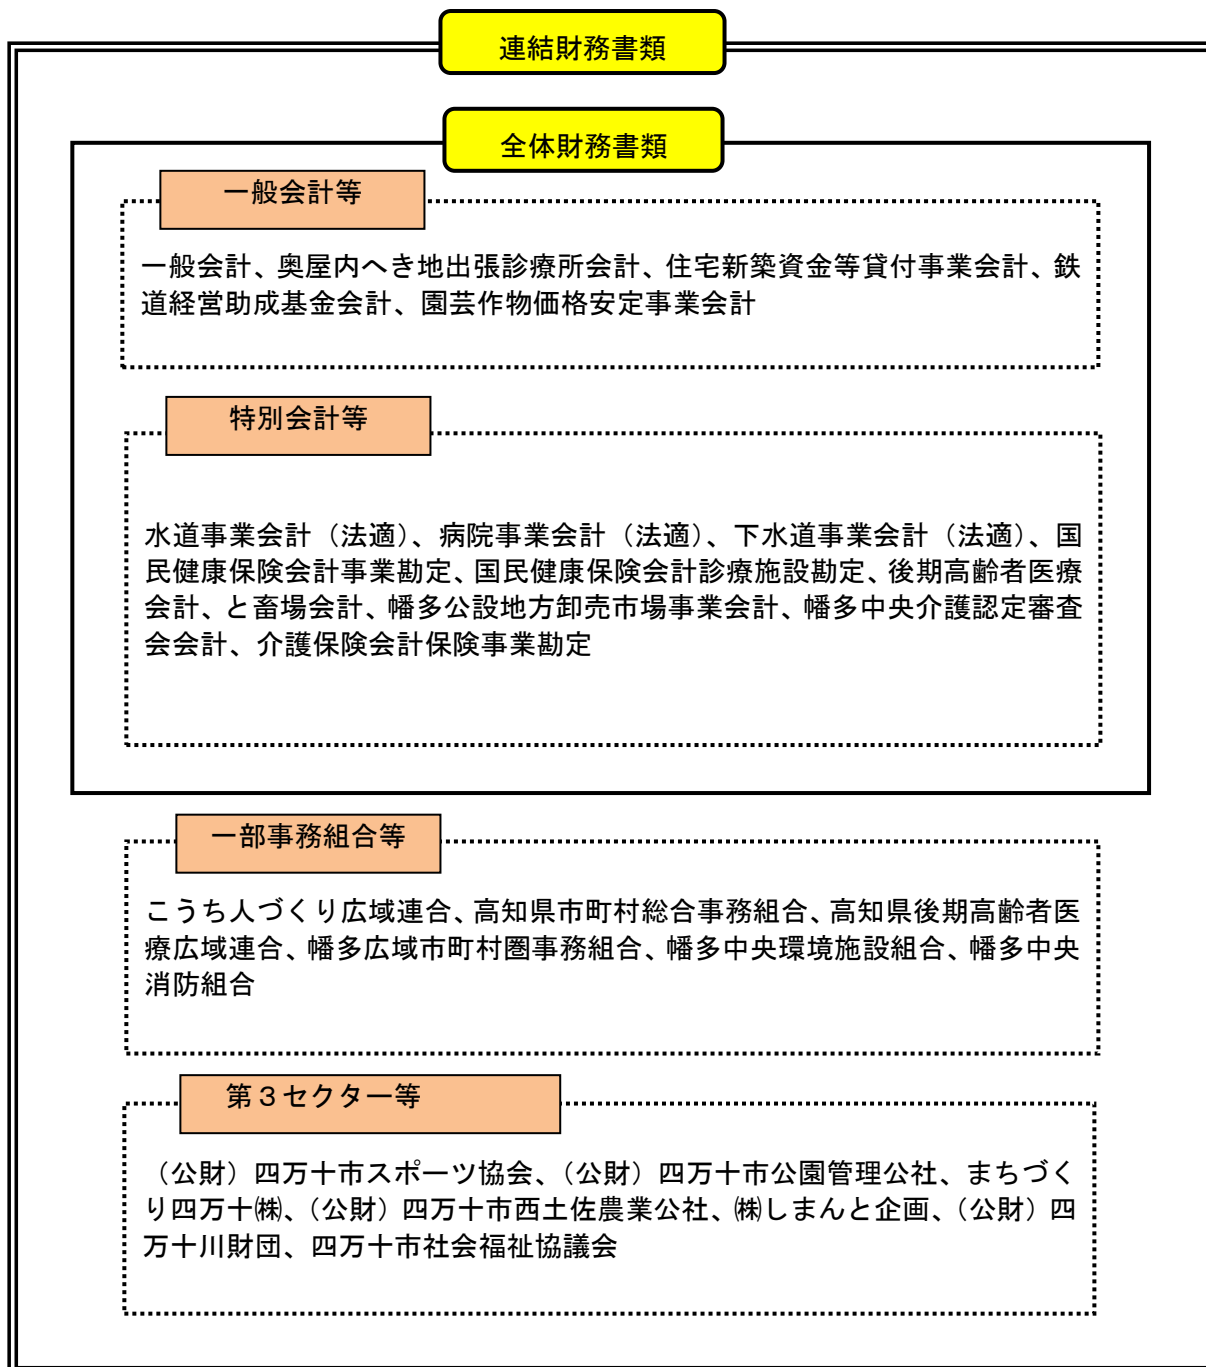 連結財務書類
全体財務書類
一般会計等
一般会計、奥屋内へき地出張診療所会計、住宅新築資金等貸付事業会計、鉄
道経営助成基金会計、園芸作物価格安定事業会計
特別会計等
水道事業会計（法適）、病院事業会計（法適）、下水道事業会計（法適）、国
民健康保険会計事業勘定、国民健康保険会計診療施設勘定、後期高齢者医療
会計、と畜場会計、幡多公設地方卸売市場事業会計、幡多中央介護認定審査
会会計、介護保険会計保険事業勘定
一部事務組合等
こうち人づくり広域連合、高知県市町村総合事務組合、高知県後期高齢者医
療広域連合、幡多広域市町村圏事務組合、幡多中央環境施設組合、幡多中央
消防組合
第３セクター等
（公財）四万十市スポーツ協会、（公財）四万十市公園管理公社、まちづく
り四万十㈱、（公財）四万十市西土佐農業公社、㈱しまんと企画、（公財）四
万十川財団、四万十市社会福祉協議会